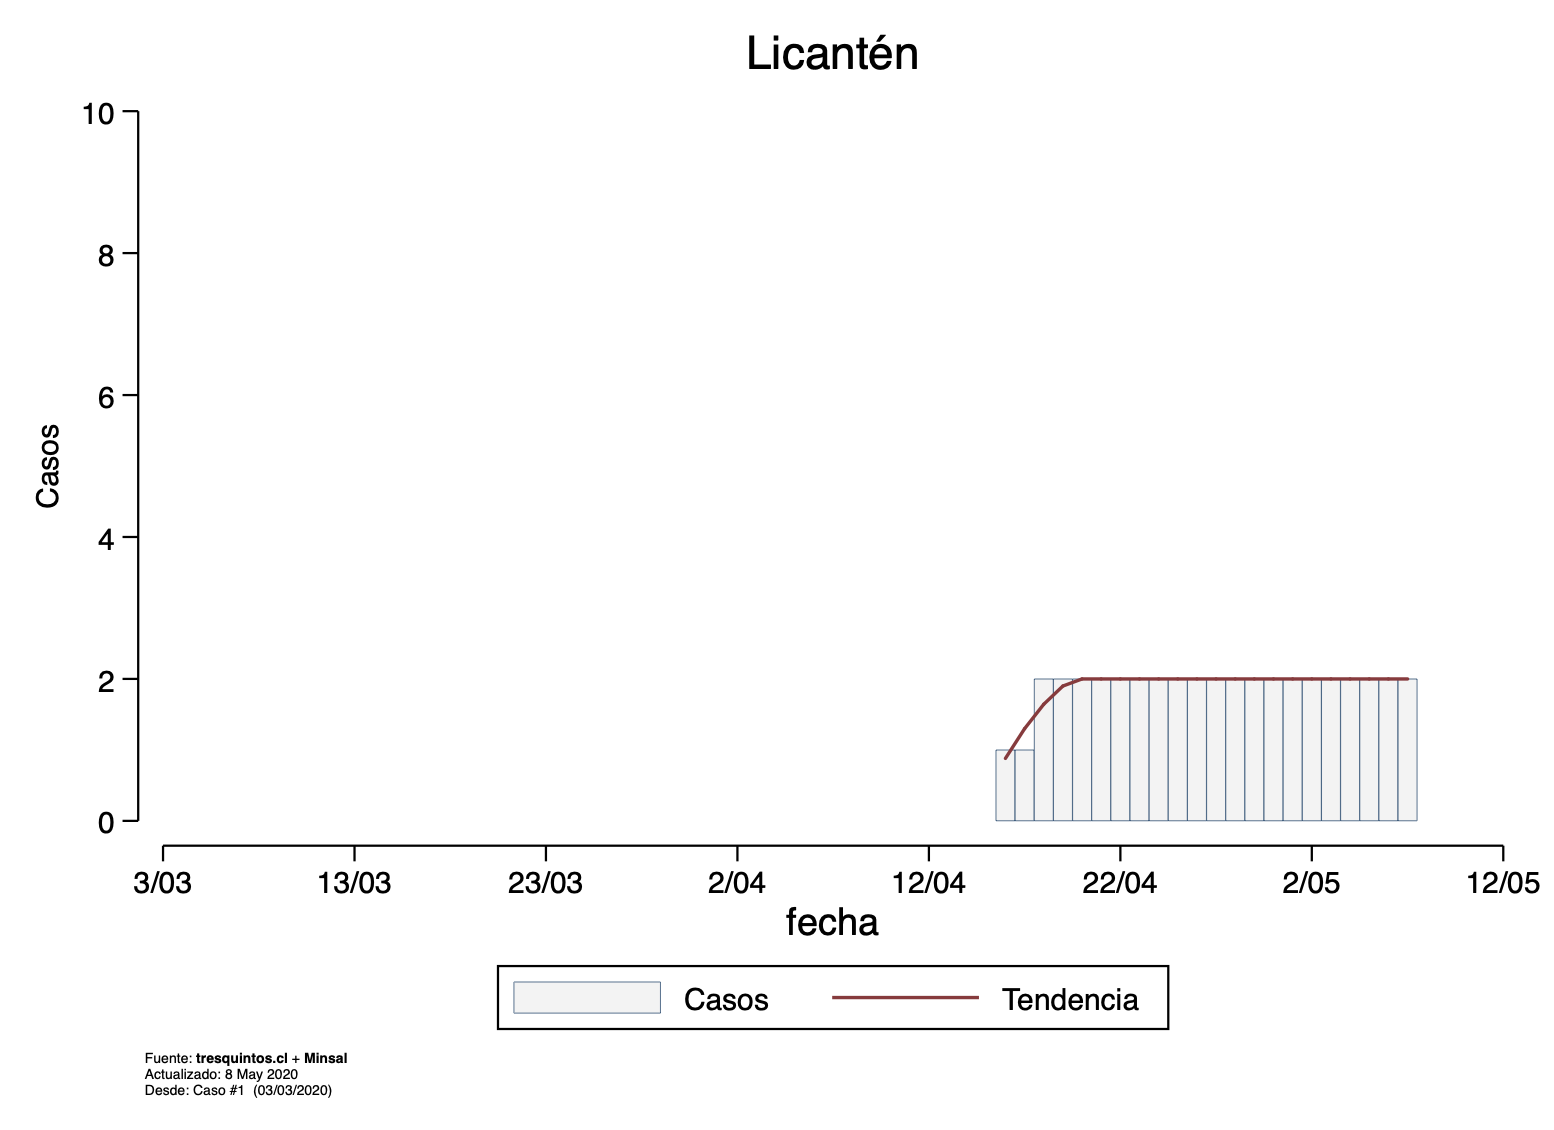 Licantén
10
8
6
4
2
0
Casos
3/03 13/03 23/03 2/04 12/04 22/04 2/05 12/05
fecha
Casos Tendencia
Fuente: tresquintos.cl + Minsal
Actualizado: 8 May 2020
Desde: Caso #1 (03/03/2020)